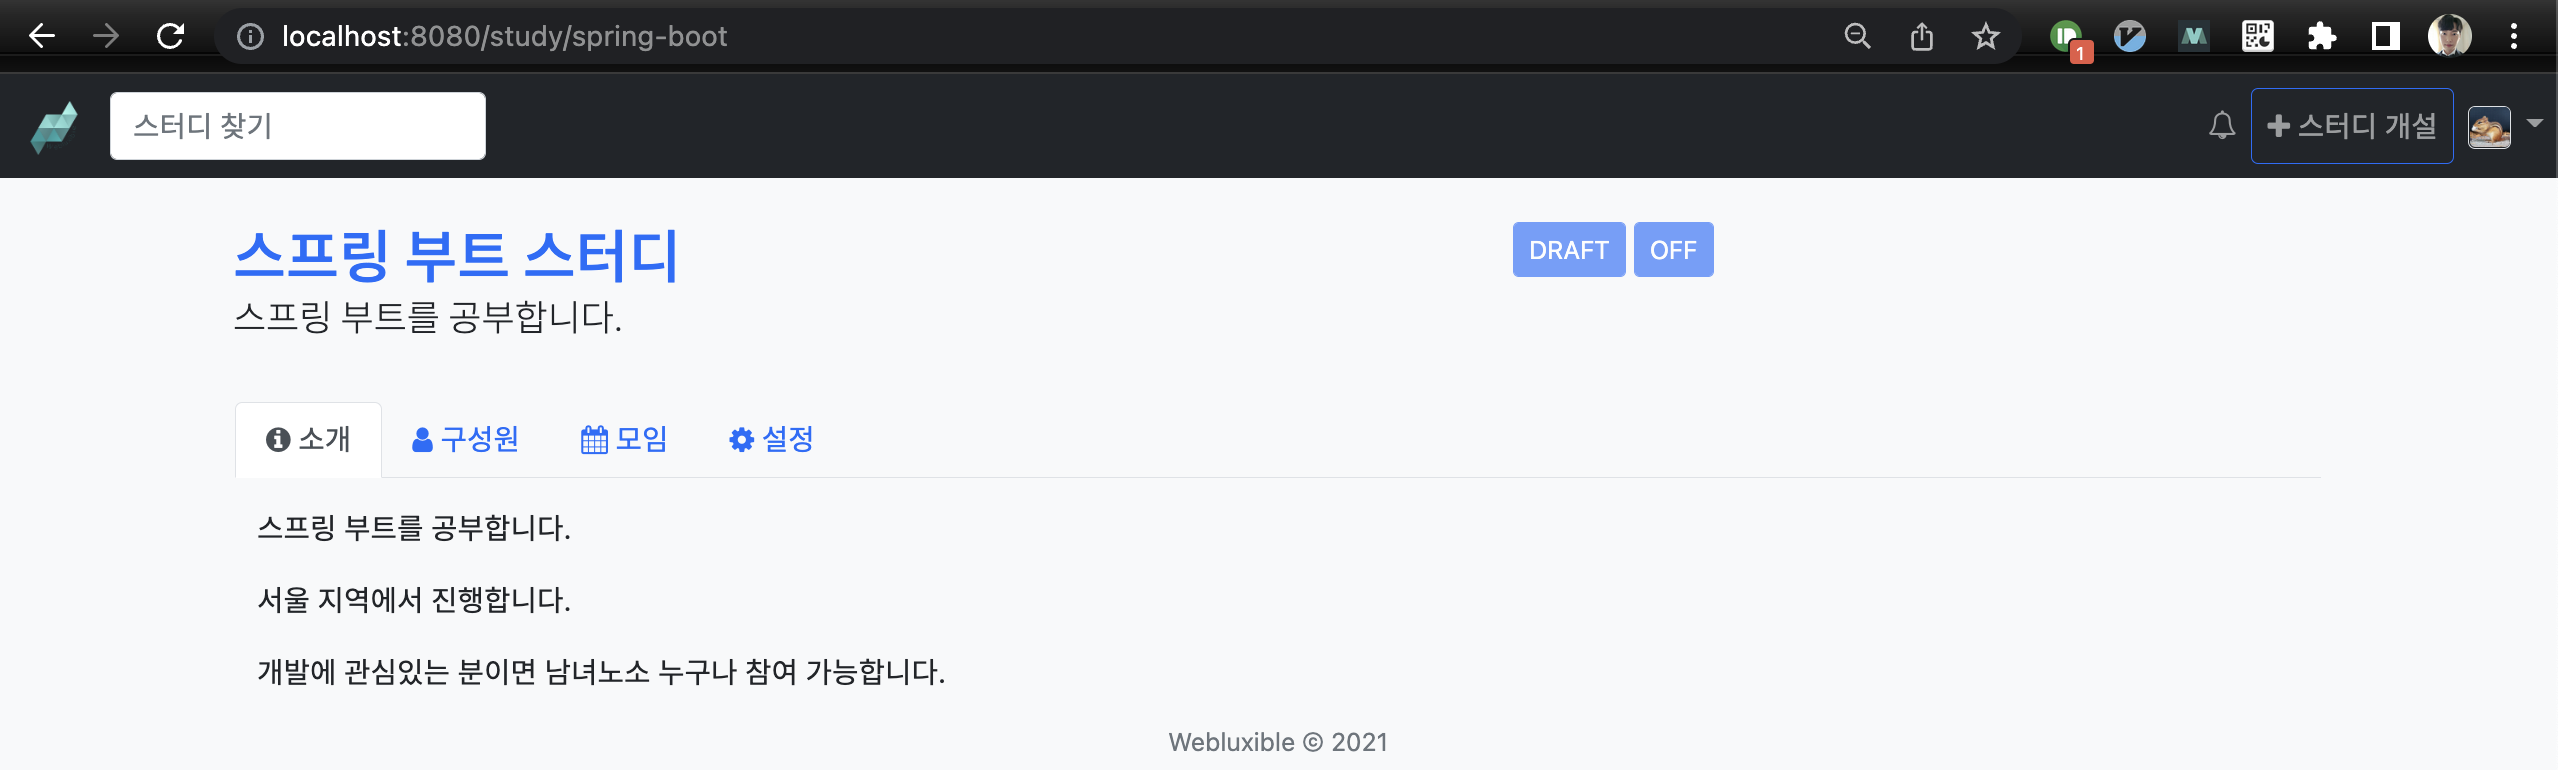 localhost:8080/study/spring-boot
1
스터디 찾기
스터디 개설
스프링 부트 스터디
DRAFT OFF
스프링 부트를 공부합니다.
소개 구성원 모임 설정
스프링 부트를 공부합니다.
서울 지역에서 진행합니다.
개발에 관심있는 분이면 남녀노소 누구나 참여 가능합니다.
Webluxible © 2021